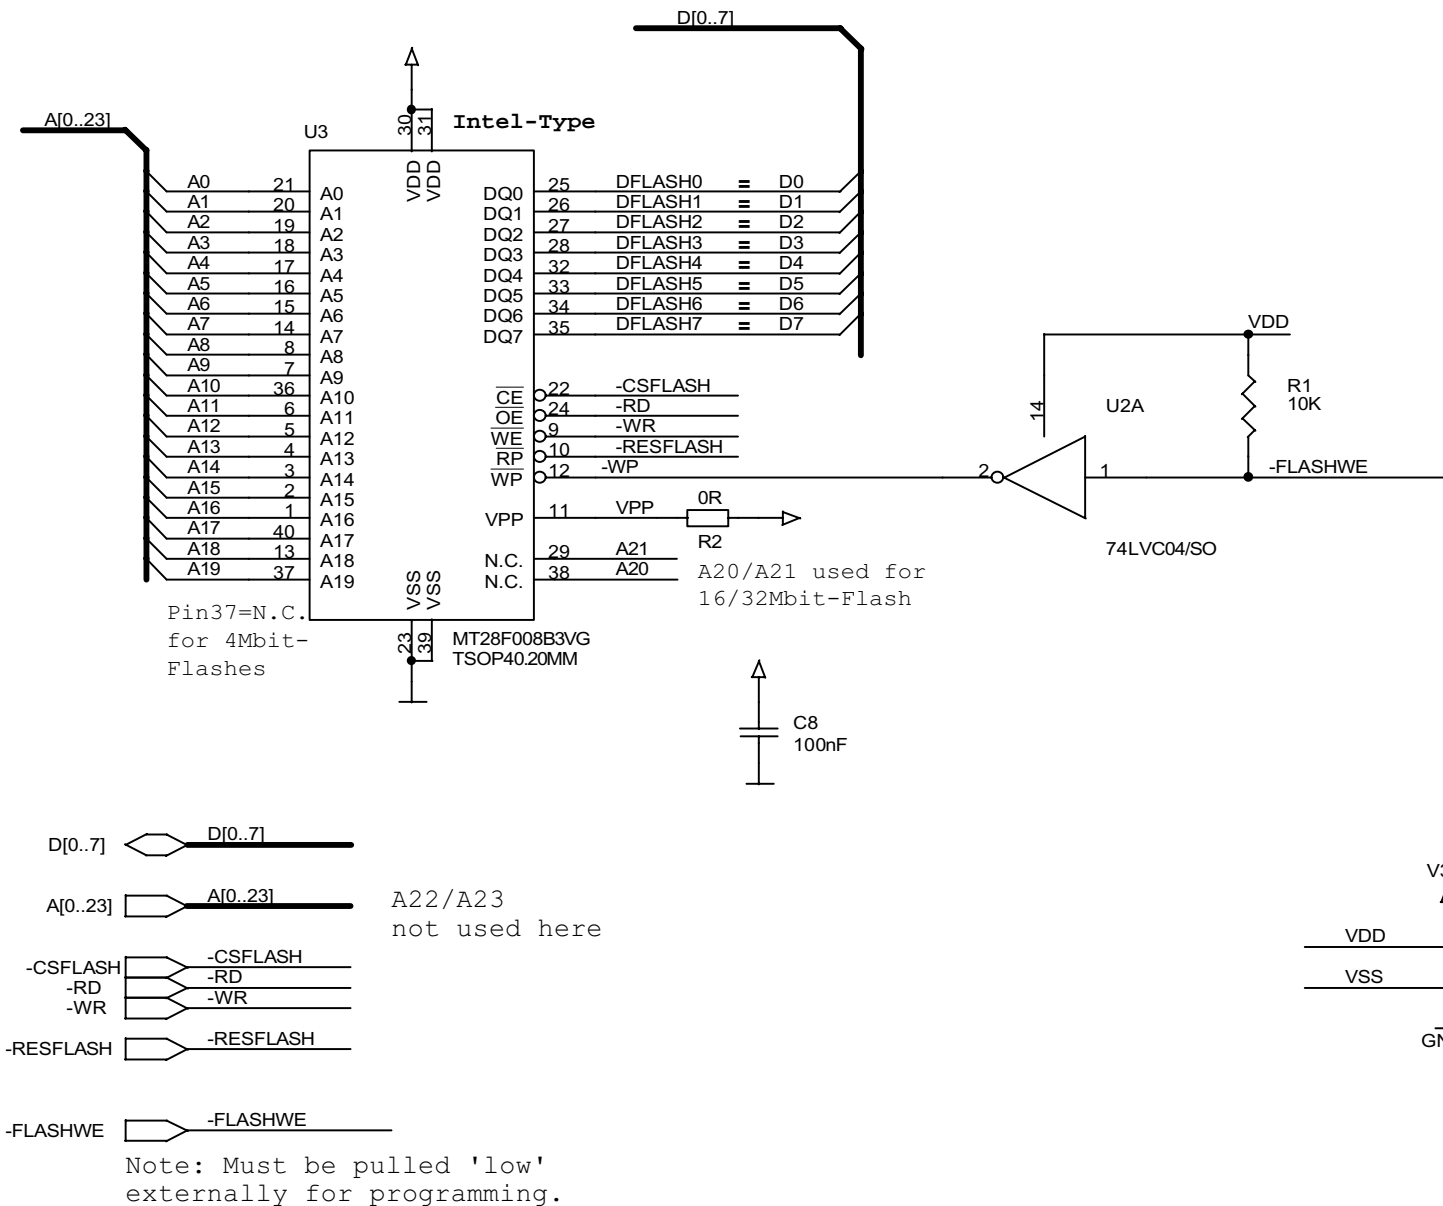 D[0..7]
A[0..23]
U3
30
31
Intel-Type
VDD
VDD
A0 21 A0
A1 20 A1
A2 19 A2
A3 18 A3
A4 17 A4
A5 16 A5
A6 15 A6
A7 14 A7
A8 8 A8
A9 7 A9
A10 36 A10
A11 6 A11
A12 5 A12
A13 4 A13
A14 3 A14
A15 2 A15
A16 1 A16
A17 40 A17
A18 13 A18
A19 37 A19
DQ0 25 DFLASH0 = D0
DQ1 26 DFLASH1 = D1
DQ2 27 DFLASH2 = D2
DQ3 28 DFLASH3 = D3
DQ4 32 DFLASH4 = D4
DQ5 33 DFLASH5 = D5
DQ6 34 DFLASH6 = D6
DQ7 35 DFLASH7 = D7
CE 22 -CSFLASH
OE 24 -RD
WE 9 -WR
RP 10 -RESFLASH
WP 12 -WP
VPP 11 VPP 0R
R2
N.C. 29 A21
N.C. 38 A20
VSS
VSS
23
39
VDD
R1
10K
14
U2A
2
1
-FLASHWE
74LVC04/SO
A20/A21 used for
16/32Mbit-Flash
Pin37=N.C.
for 4Mbit-
Flashes
MT28F008B3VG
TSOP40.20MM
C8
100nF
D[0..7] D[0..7]
A[0..23] A[0..23]
A22/A23
not used here
-CSFLASH -CSFLASH
-RD -RD
-WR -WR
-RESFLASH -RESFLASH
-FLASHWE -FLASHWE
Note: Must be pulled 'low'
externally for programming.
VDD
VSS